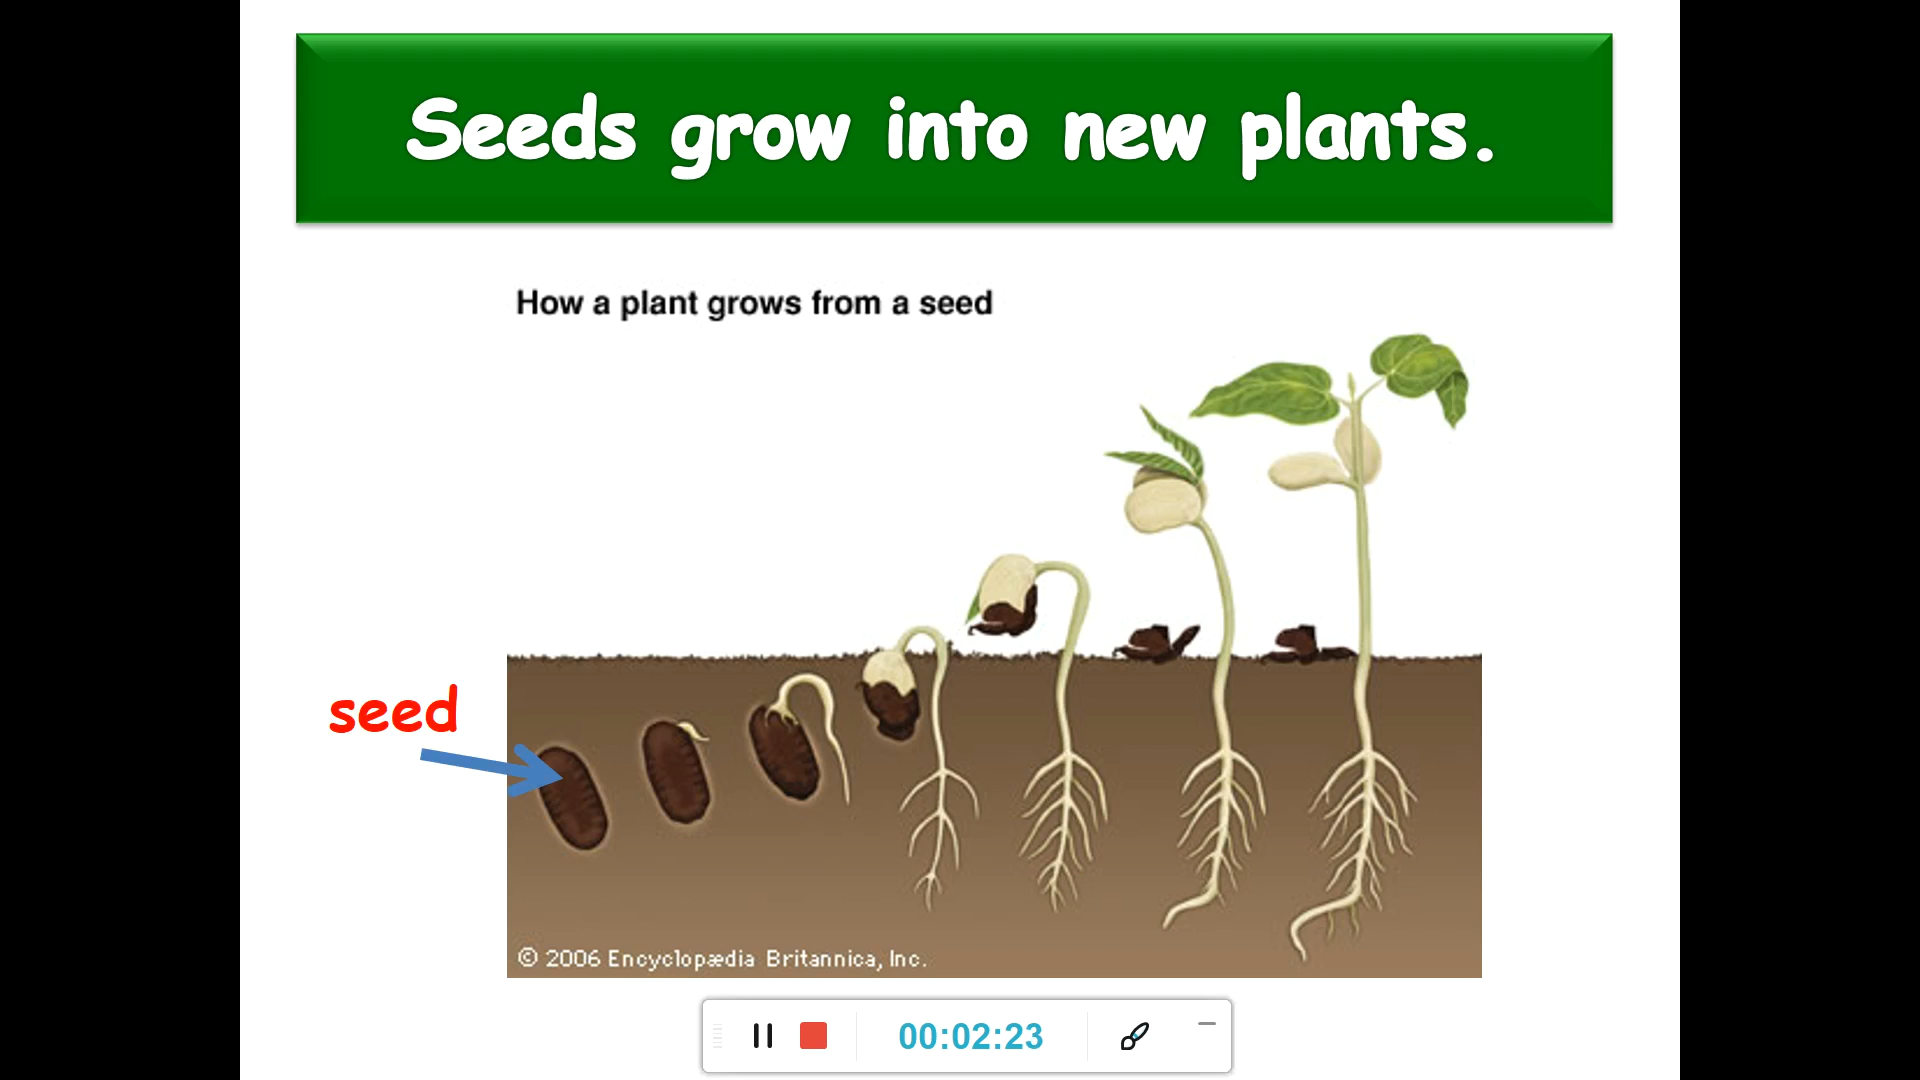 Seeds grow into new plants.
How a plant grows from a seed
seed
© 2006 Encyclopædia Britannica, Inc.
00:02:23